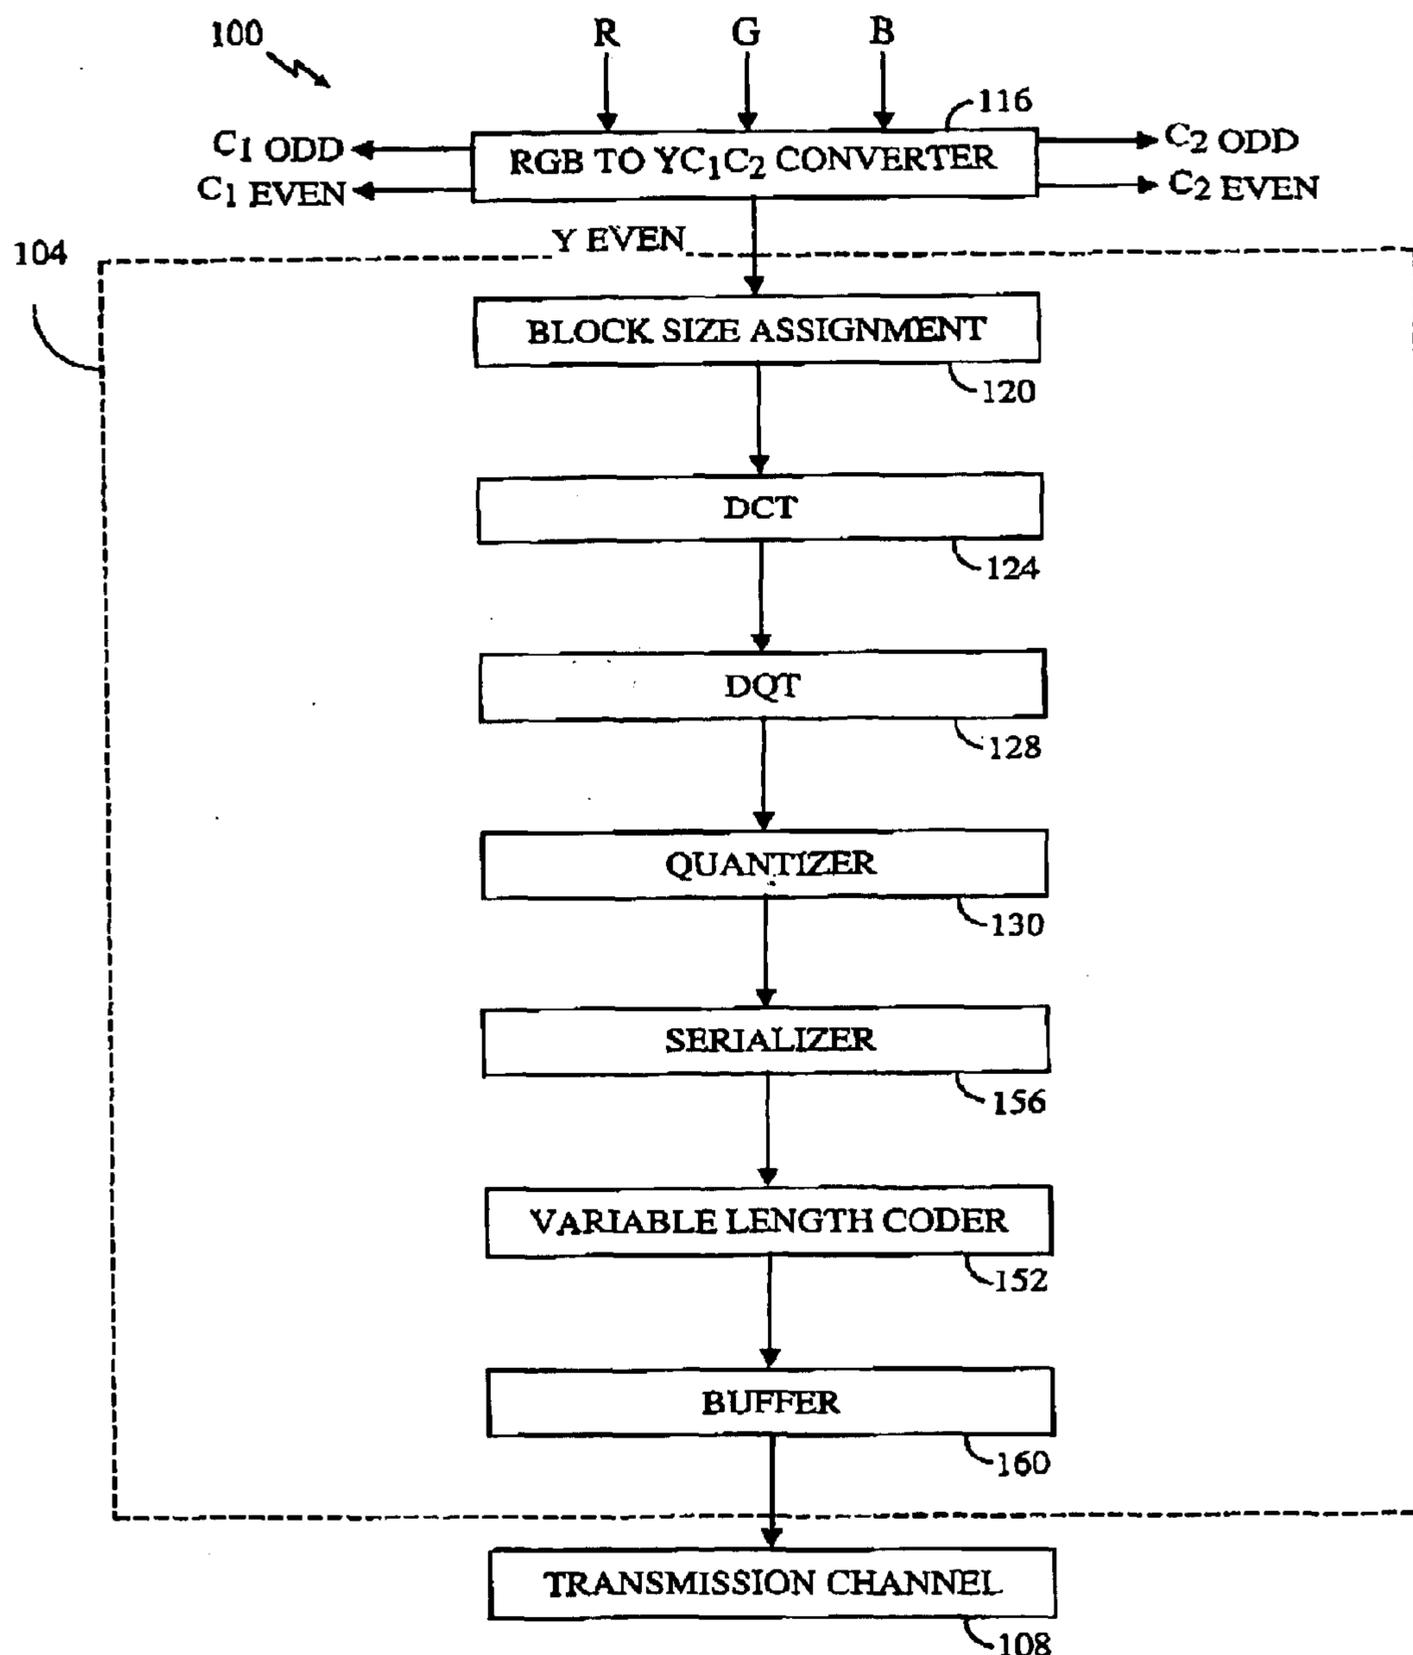 100
R G B
116
C1 ODD
RGB TO YC1C2 CONVERTER
C2 ODD
C1 EVEN
C2 EVEN
Y EVEN
104
BLOCK SIZE ASSIGNMENT
120
DCT
124
DQT
128
QUANTIZER
130
SERIALIZER
156
VARIABLE LENGTH CODER
152
BUFFER
160
TRANSMISSION CHANNEL
108